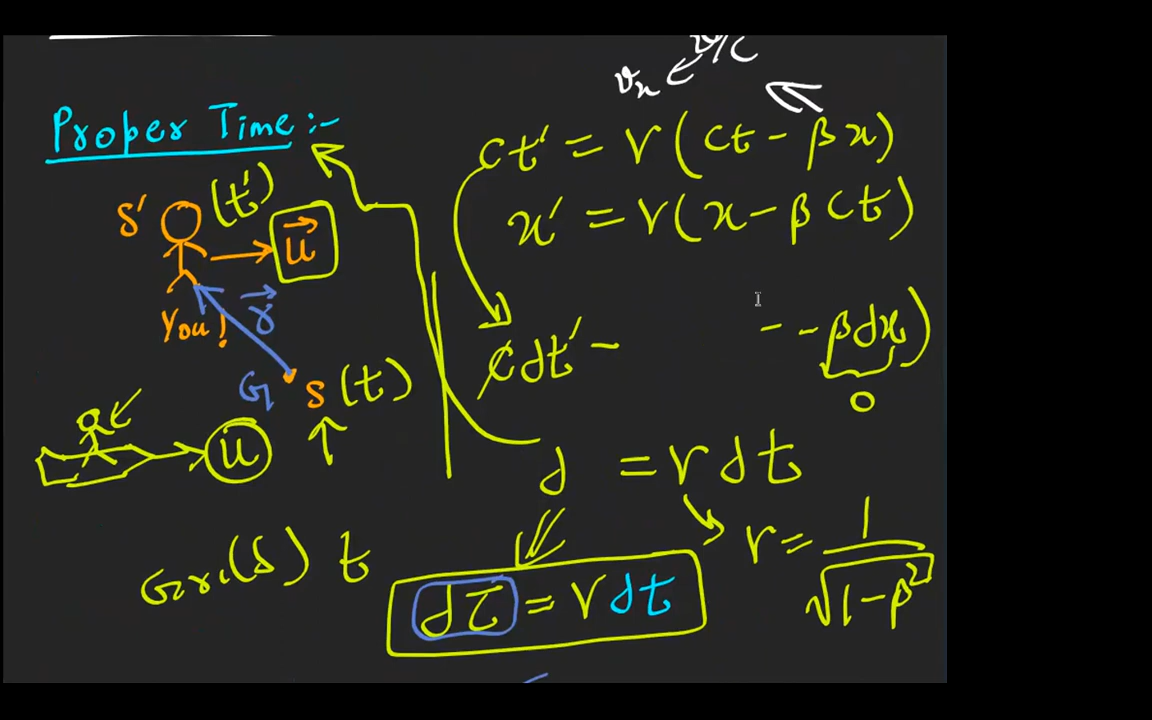 v/c
vₓ
Proper Time :-
ct' = γ(ct - βx)
x' = γ(x - βct)
S' (t')
u⃗
You!
r⃗
G S (t)
u
cdt' -
- - βdx)
0
d = γdt
γ = 1/√(1-β²)
(S) t
dτ = γdt